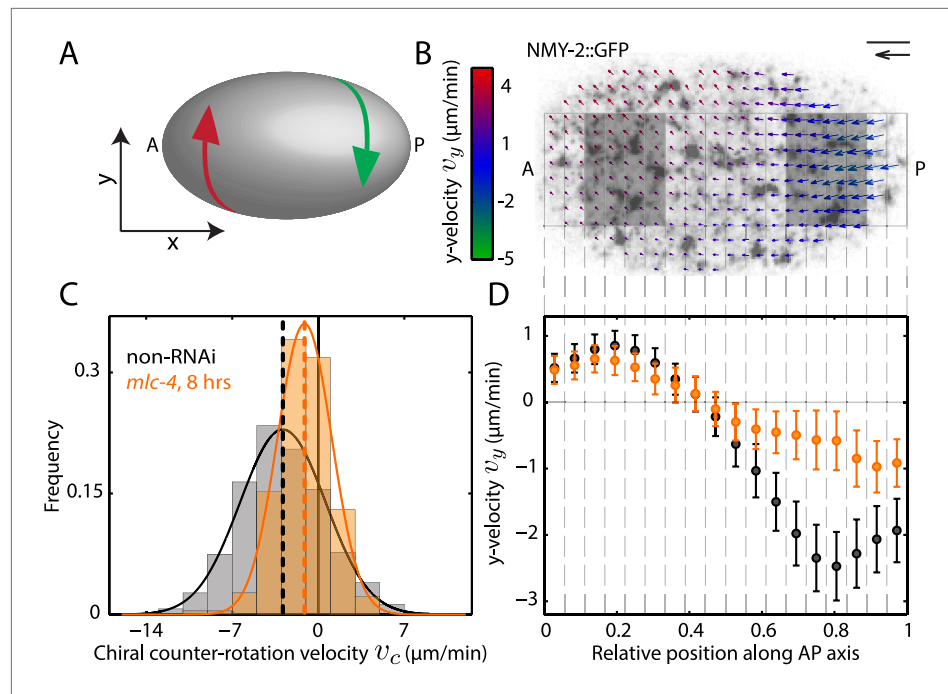 A
A
P
y
x
B
NMY-2::GFP
y-velocity v_y (μm/min)
4
1
-2
-5
A
P
C
non-RNAi
mlc-4, 8 hrs
Frequency
0.3
0.15
0
−14
−7
0
7
Chiral counter-rotation velocity v_c (μm/min)
D
y-velocity v_y (μm/min)
1
0
−1
−2
−3
0
0.2
0.4
0.6
0.8
1
Relative position along AP axis